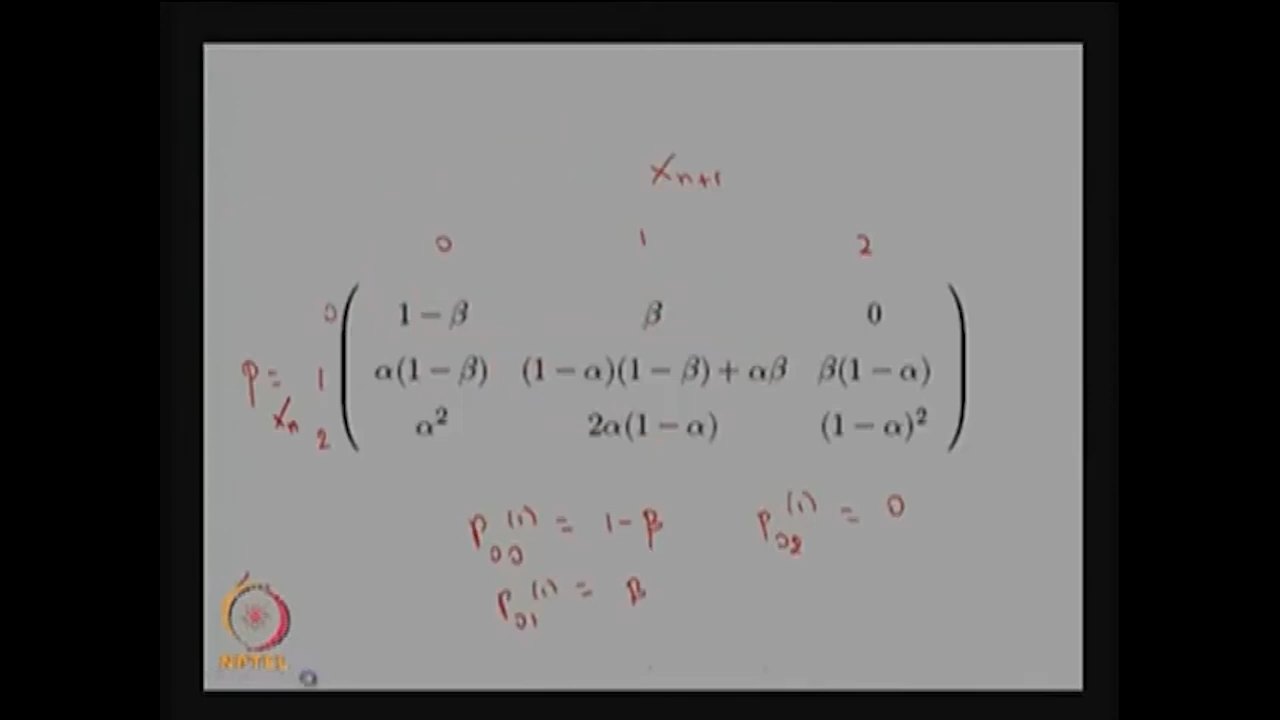 Xn+1
0 1 2
0 1 − β β 0
P = 1 α(1 − β) (1 − α)(1 − β) + αβ β(1 − α)
Xn 2 α² 2α(1 − α) (1 − α)²
P00^(1) = 1 − β P02^(1) = 0
P01^(1) = β
NPTEL